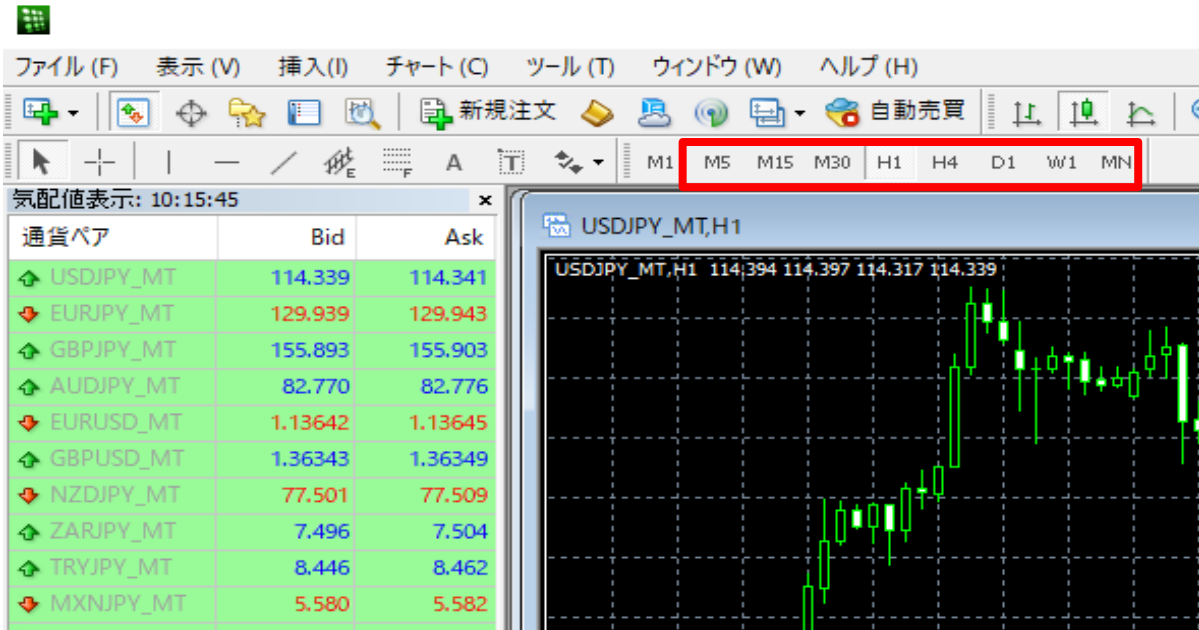 ファイル (F) 表示 (V) 挿入(I) チャート (C) ツール (T) ウィンドウ (W) ヘルプ (H)
新規注文 自動売買
E F A T M1 M5 M15 M30 H1 H4 D1 W1 MN
気配値表示: 10:15:45
通貨ペア Bid Ask
USDJPY_MT 114.339 114.341
EURJPY_MT 129.939 129.943
GBPJPY_MT 155.893 155.903
AUDJPY_MT 82.770 82.776
EURUSD_MT 1.13642 1.13645
GBPUSD_MT 1.36343 1.36349
NZDJPY_MT 77.501 77.509
ZARJPY_MT 7.496 7.504
TRYJPY_MT 8.446 8.462
MXNJPY_MT 5.580 5.582
USDJPY_MT,H1
USDJPY_MT,H1 114.394 114.397 114.317 114.339